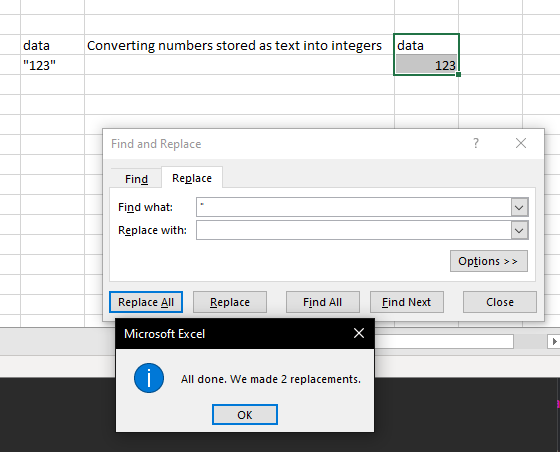 data Converting numbers stored as text into integers data
"123" 123
Find and Replace ?
Find Replace
Find what: "
Replace with:
Options >>
Replace All Replace Find All Find Next Close
Microsoft Excel
All done. We made 2 replacements.
OK